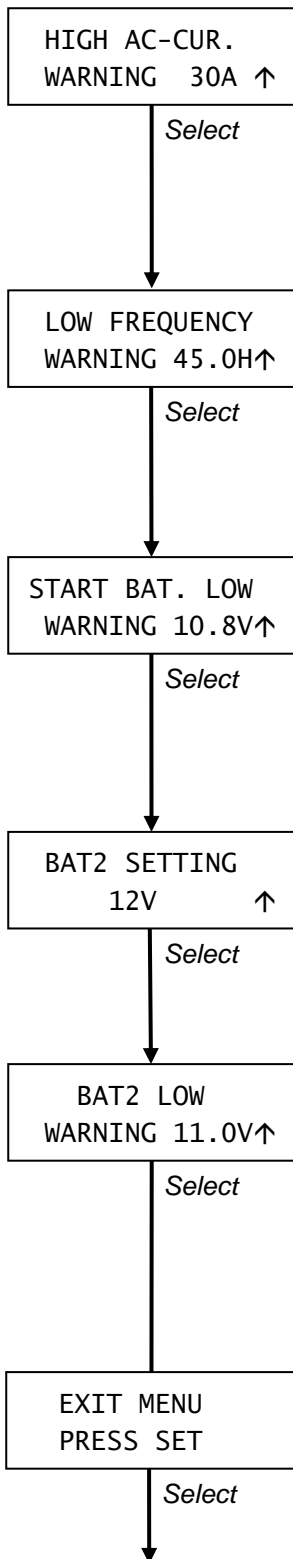 HIGH AC-CUR.
WARNING 30A ↑
Select
LOW FREQUENCY
WARNING 45.0H↑
Select
START BAT. LOW
WARNING 10.8V↑
Select
BAT2 SETTING
12V ↑
Select
BAT2 LOW
WARNING 11.0V↑
Select
EXIT MENU
PRESS SET
Select